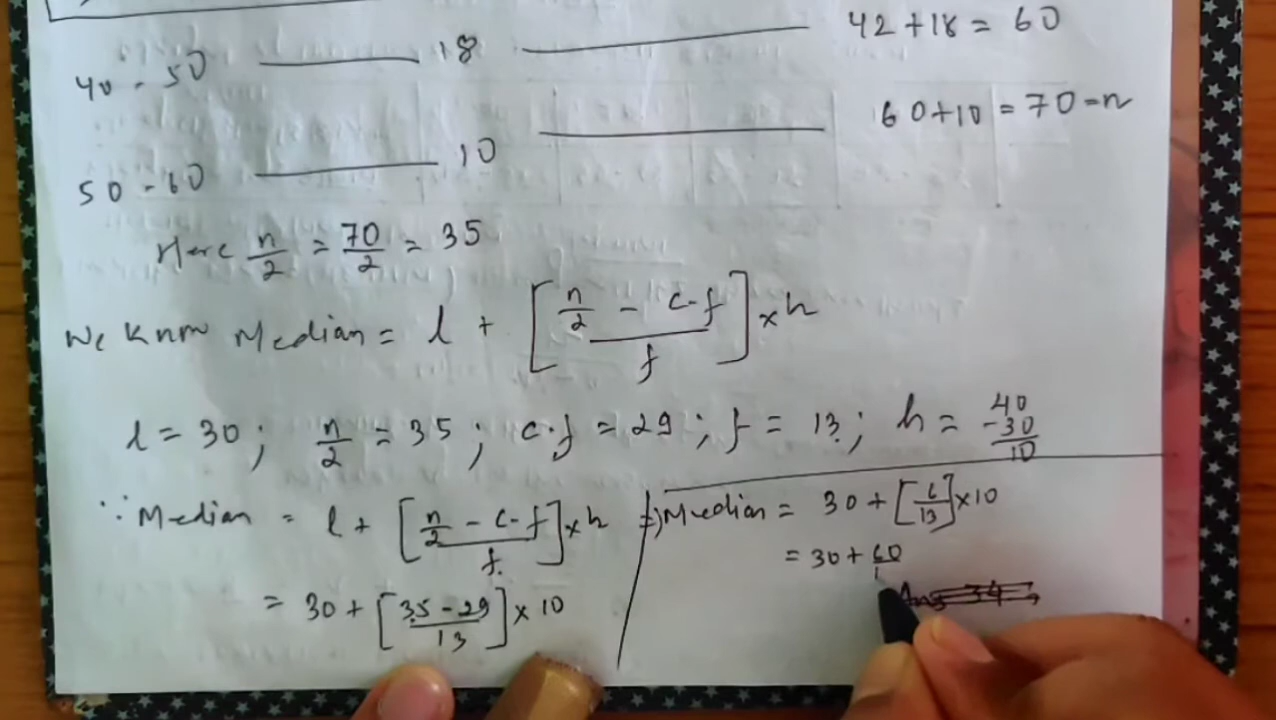 40 - 50 18 42 + 18 = 60
50 - 60 10 60 + 10 = 70 = n
Here n/2 = 70/2 = 35
We know Median = l + [(n/2 - c.f)/f] × h
l = 30 ; n/2 = 35 ; c.f = 29 ; f = 13 ; h = 40 - 30 10
∵ Median = l + [(n/2 - c.f)/f] × h
= 30 + [(35 - 29)/13] × 10
⇒ Median = 30 + [6/13] × 10
= 30 + 60
Ans 34